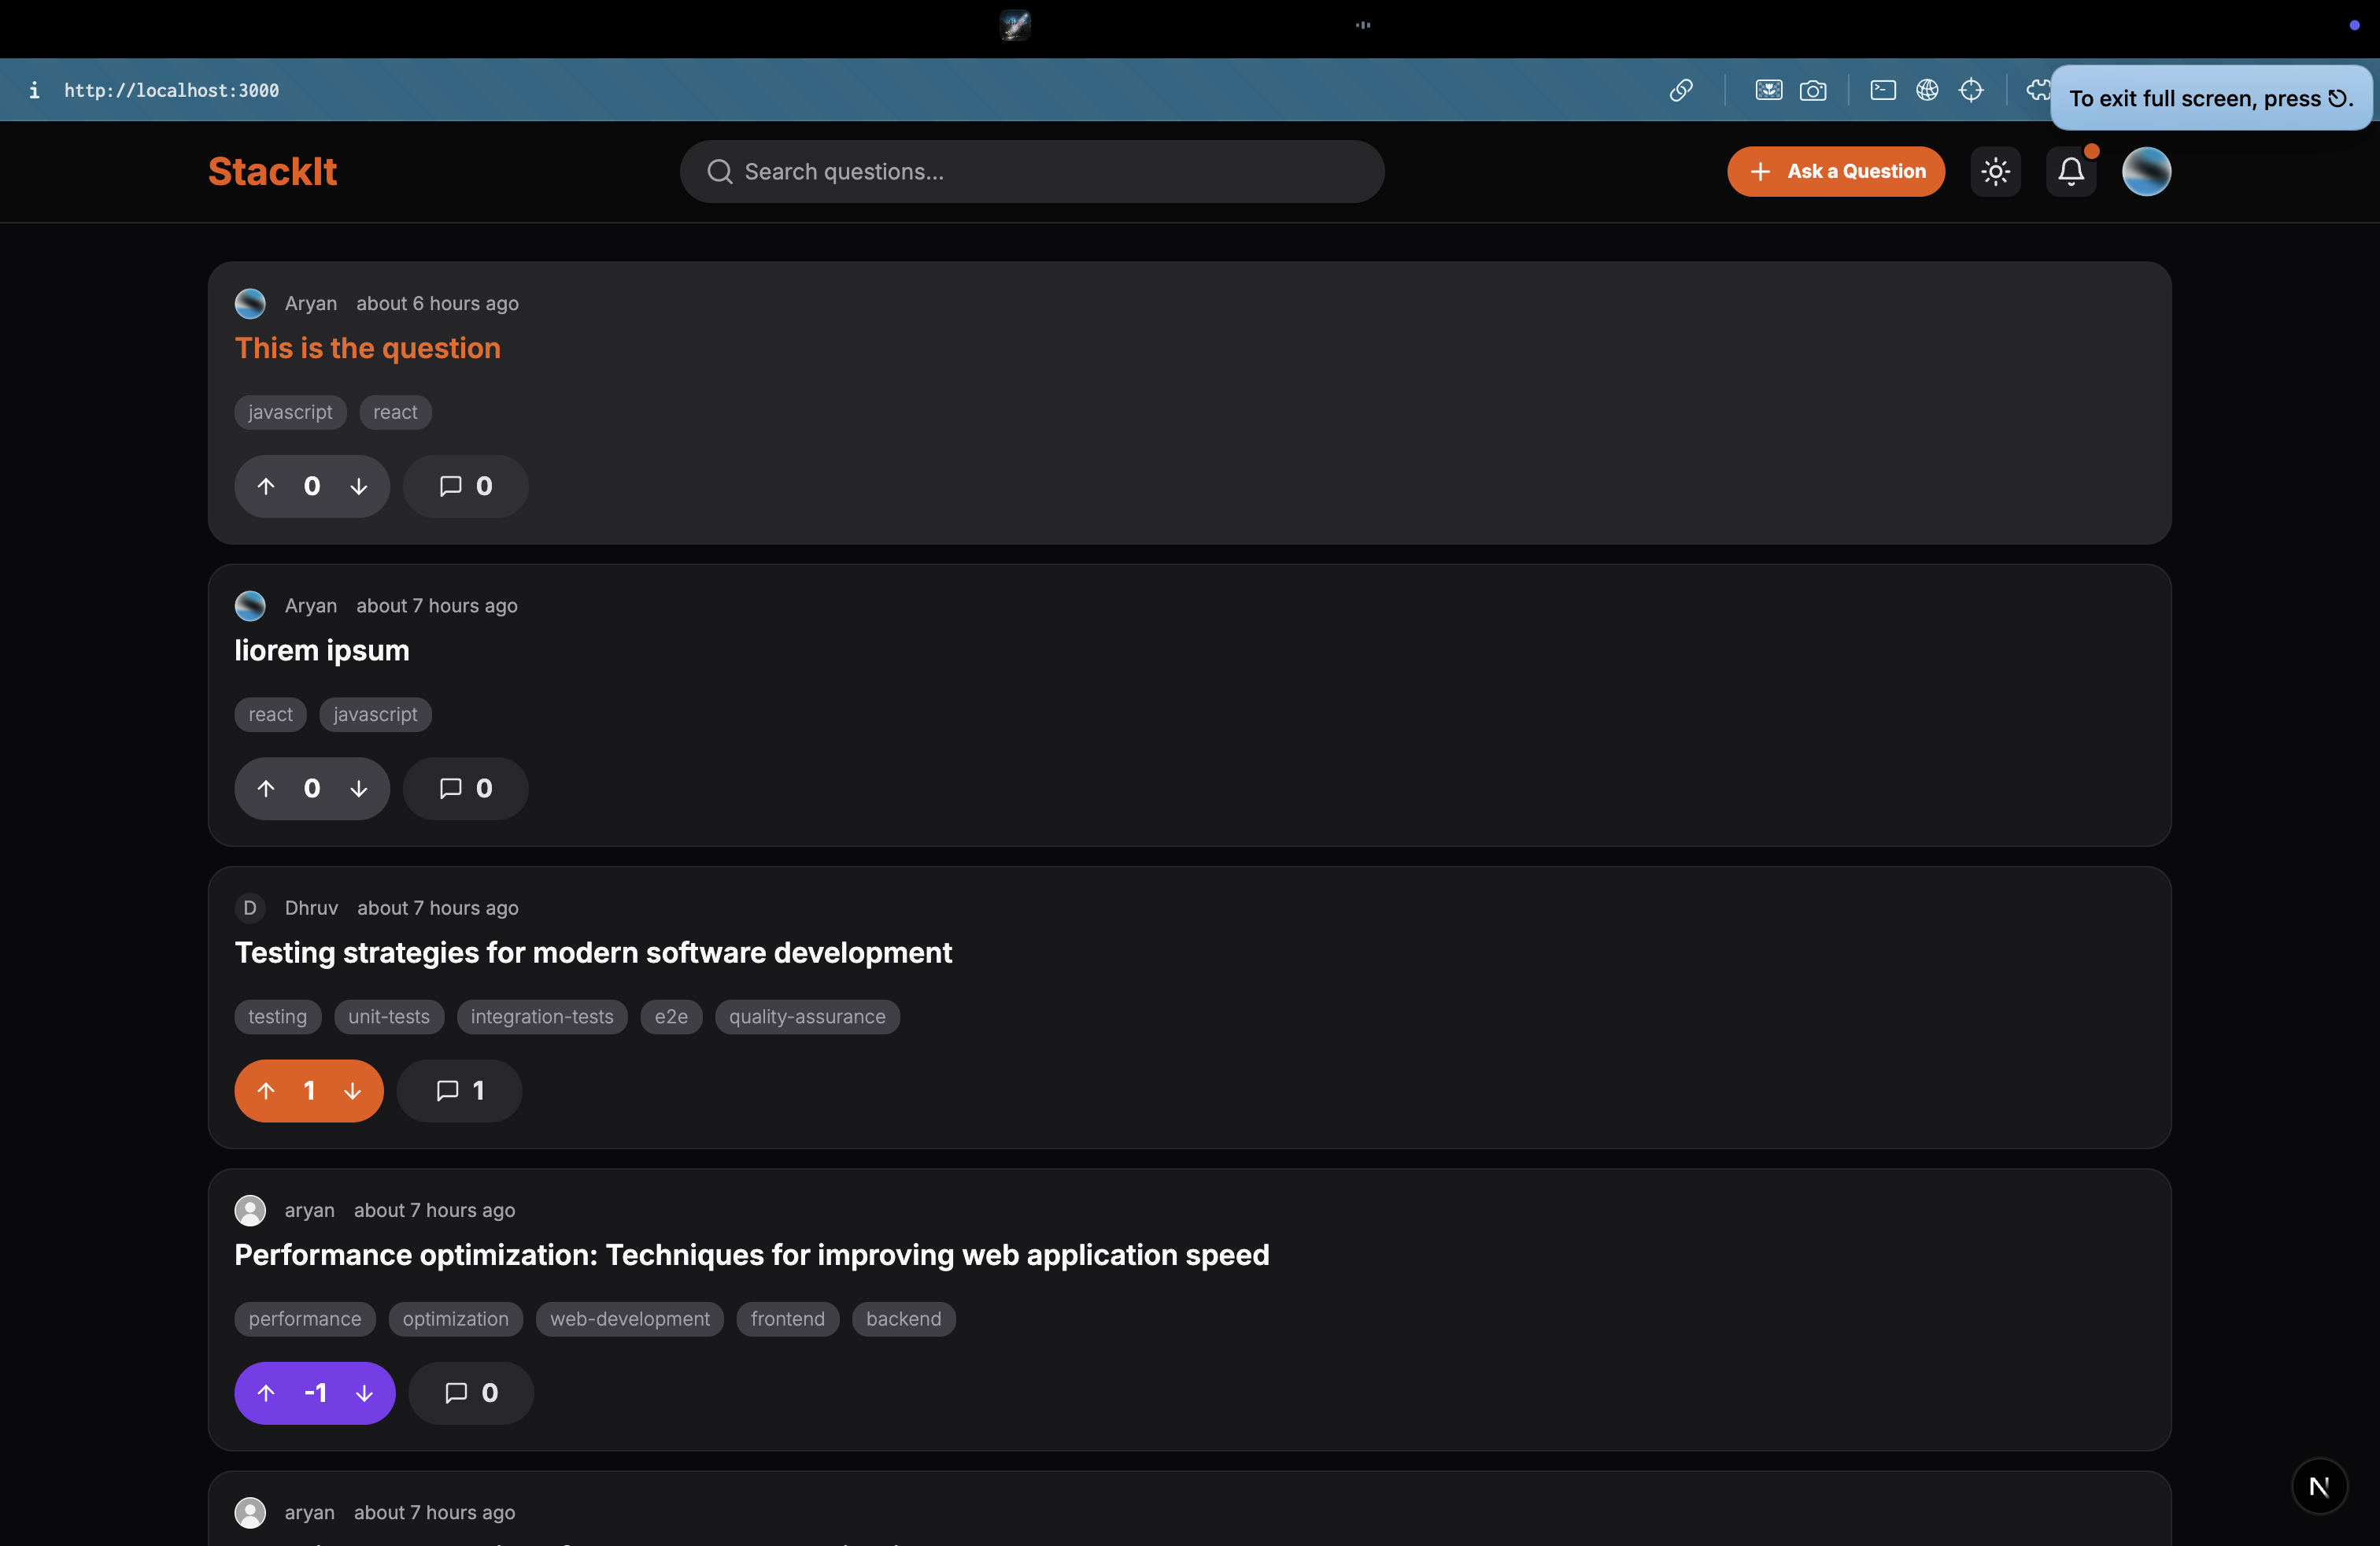 http://localhost:3000
To exit full screen, press ⎋.
StackIt
Search questions...
Ask a Question
Aryan about 6 hours ago
This is the question
javascript react
0 0
Aryan about 7 hours ago
liorem ipsum
react javascript
0 0
D Dhruv about 7 hours ago
Testing strategies for modern software development
testing unit-tests integration-tests e2e quality-assurance
1 1
aryan about 7 hours ago
Performance optimization: Techniques for improving web application speed
performance optimization web-development frontend backend
-1 0
aryan about 7 hours ago
N